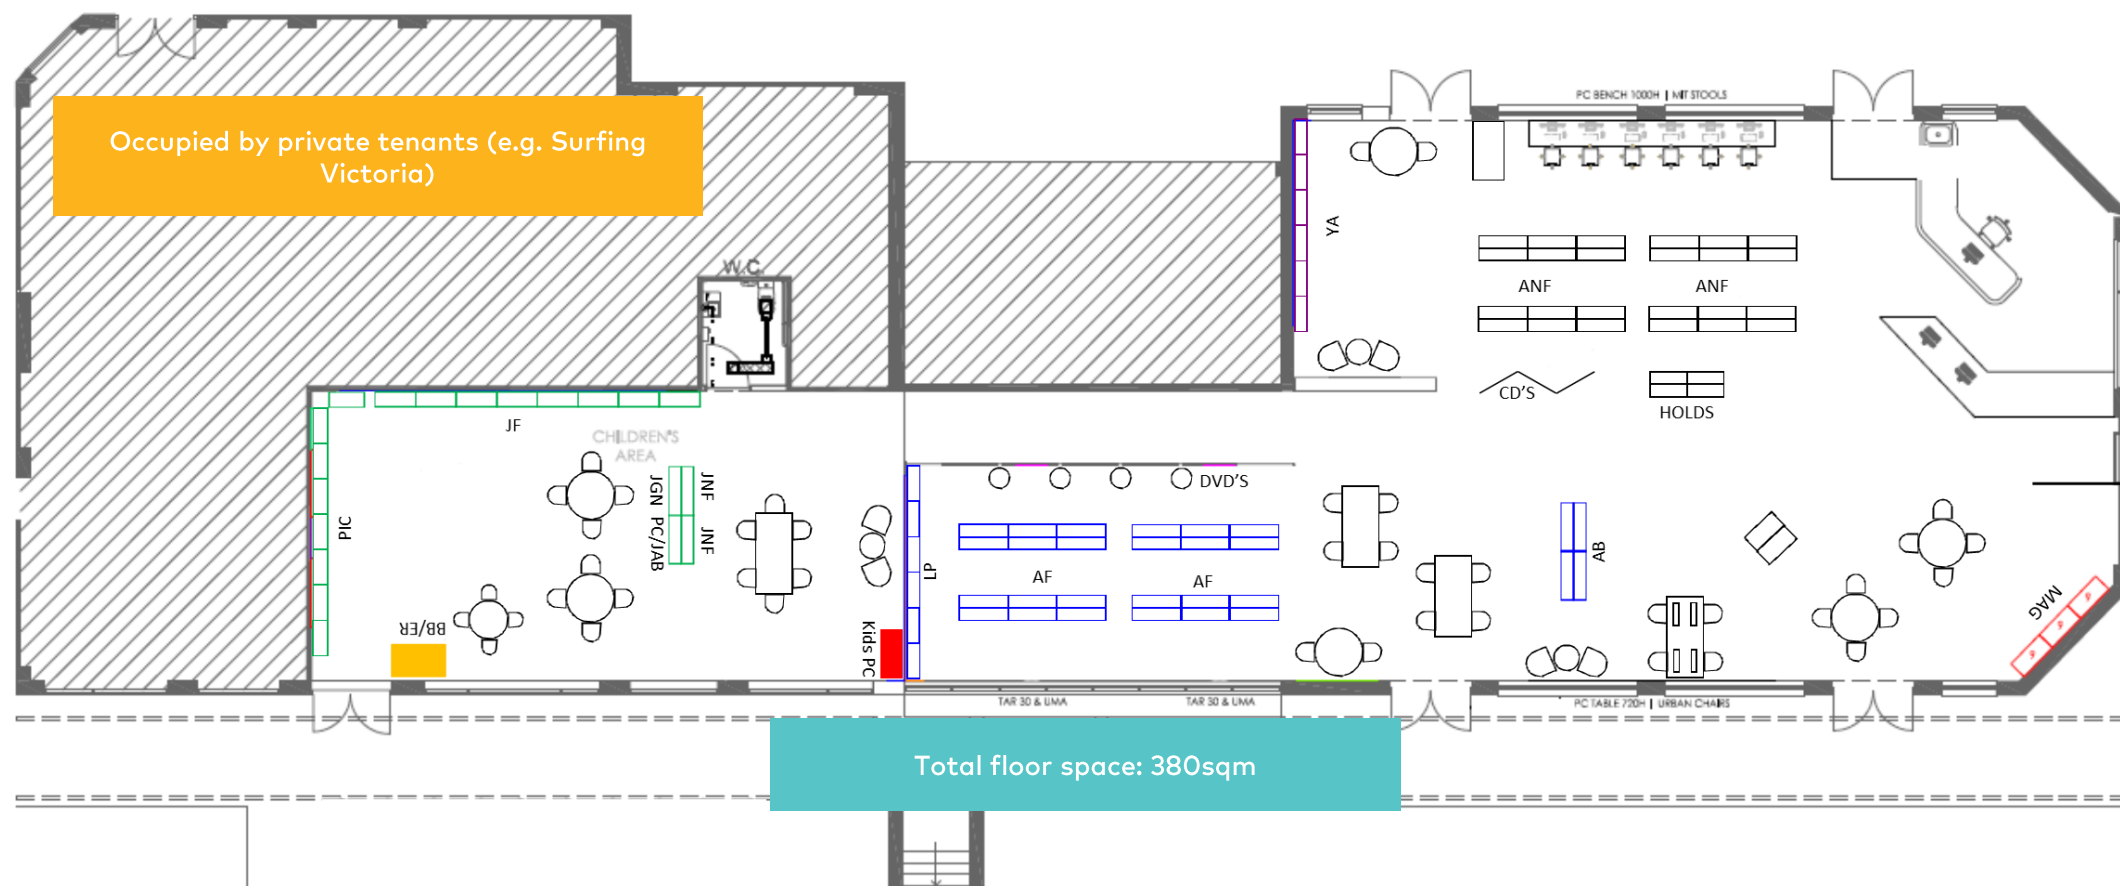 Occupied by private tenants (e.g. Surfing
Victoria)
PC BENCH 1000H | MIT STOOLS
YA
W.C.
ANF
ANF
CD'S
HOLDS
JF
CHILDREN'S
AREA
PIC
JGN
JNF
PC/JAB
JNF
BB/ER
Kids PC
LP
DVD'S
AF
AF
AB
MAG
TAR 30 & LIMA
TAR 30 & LIMA
PC TABLE 720H | URBAN CHAIRS
Total floor space: 380sqm